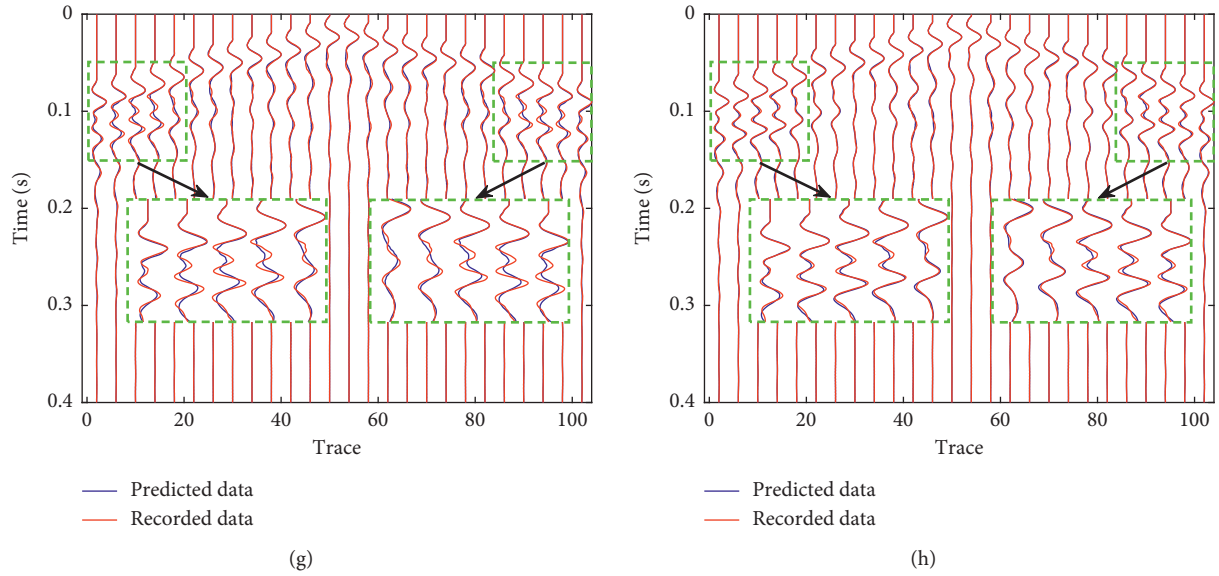 0
0.1
0.2
0.3
0.4
Time (s)
0 20 40 60 80 100
Trace
Predicted data
Recorded data
(g)
0
0.1
0.2
0.3
0.4
Time (s)
0 20 40 60 80 100
Trace
Predicted data
Recorded data
(h)